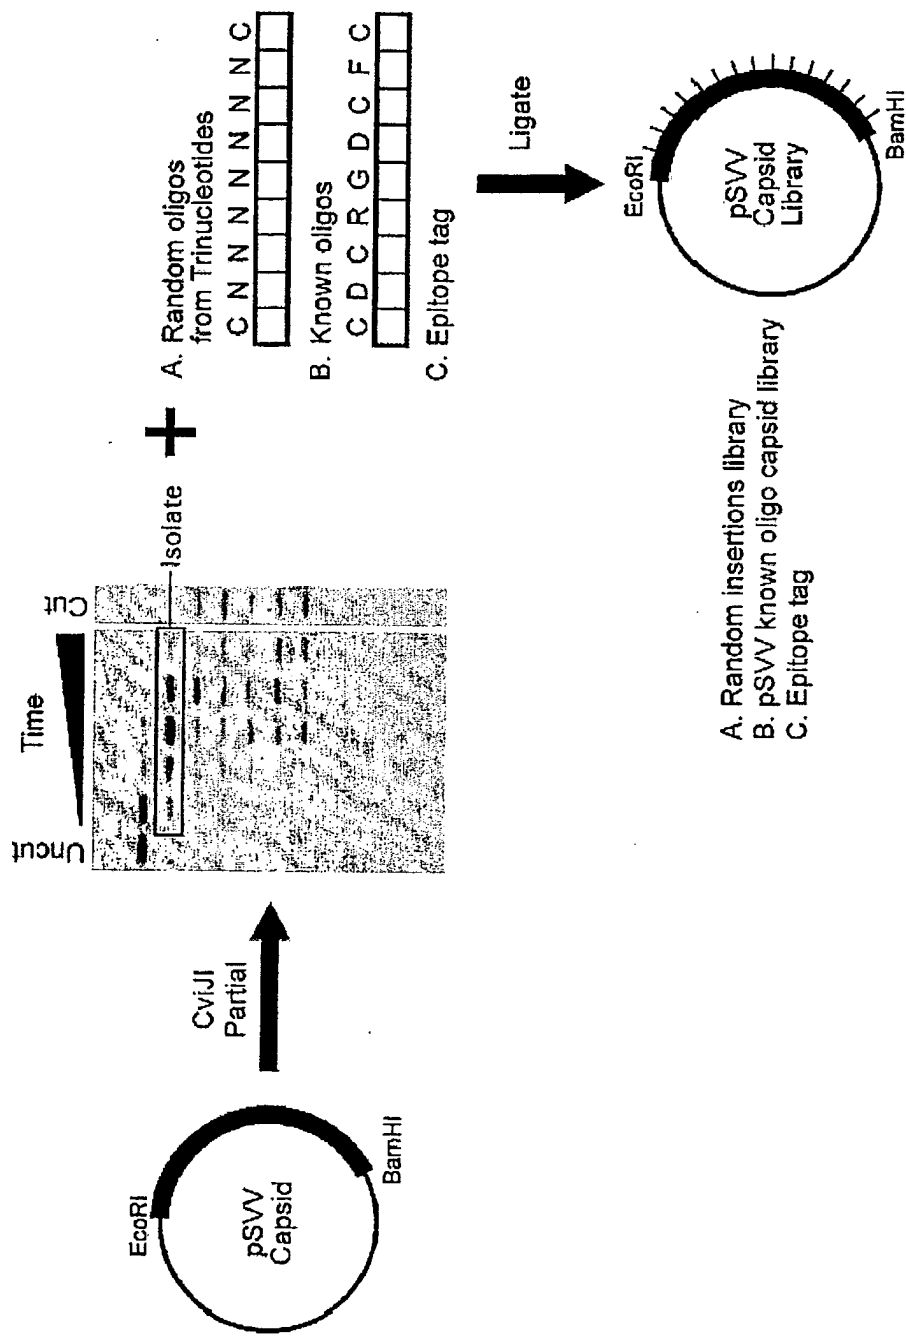 EcoRI
pSVV
Capsid
BamHI
CviJI
Partial
Uncut
Time
Cut
Isolate
+
A. Random oligos
from Trinucleotides
C N N N N N N N C
B. Known oligos
C D C R G D C F C
C. Epitope tag
Ligate
EcoRI
pSVV
Capsid
Library
BamHI
A. Random insertions library
B. pSVV known oligo capsid library
C. Epitope tag